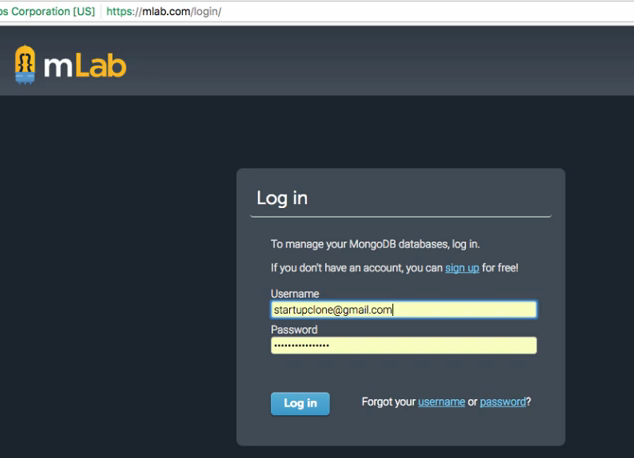 os Corporation [US] https://mlab.com/login/
mLab
Log in
To manage your MongoDB databases, log in.
If you don't have an account, you can sign up for free!
Username
startupclone@gmail.com
Password
•••••••••••••••
Log in Forgot your username or password?